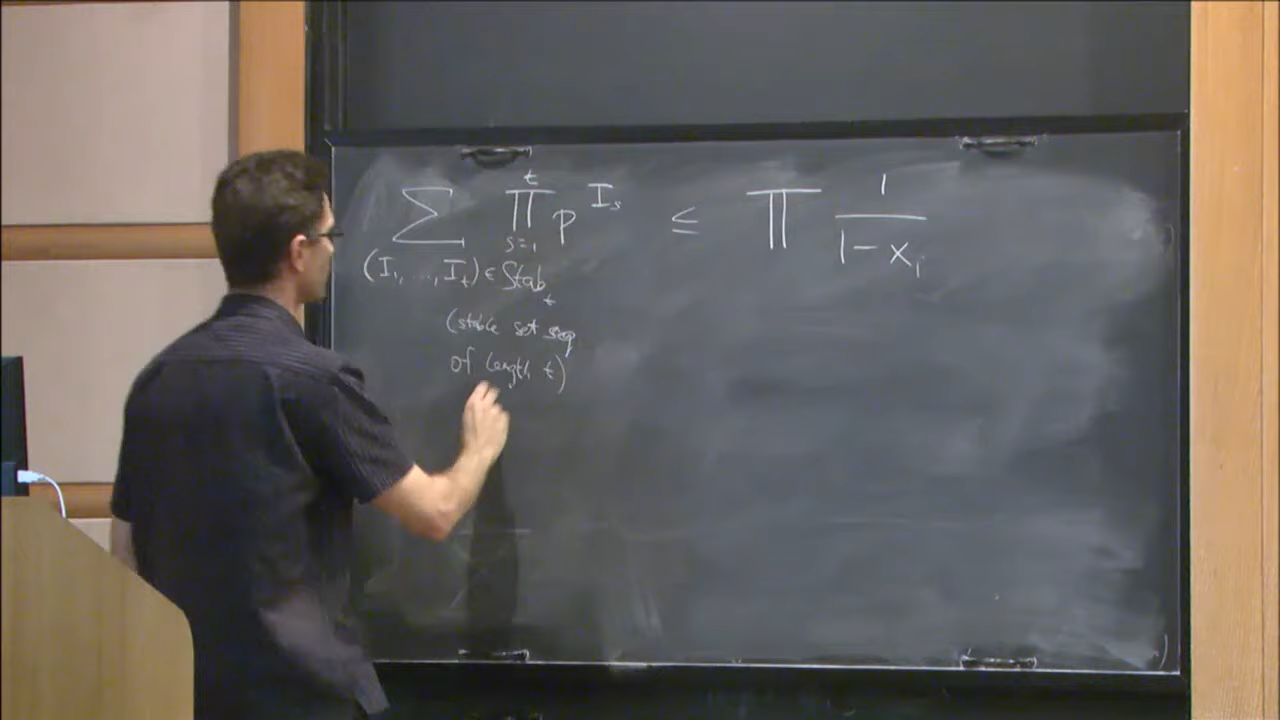 ∑ ∏_{s=1}^{t} p^{I_s} ≤ ∏ 1/(1-x_i)
(I_1, ..., I_t) ∈ Stab_t
(stable set seq
of length t)